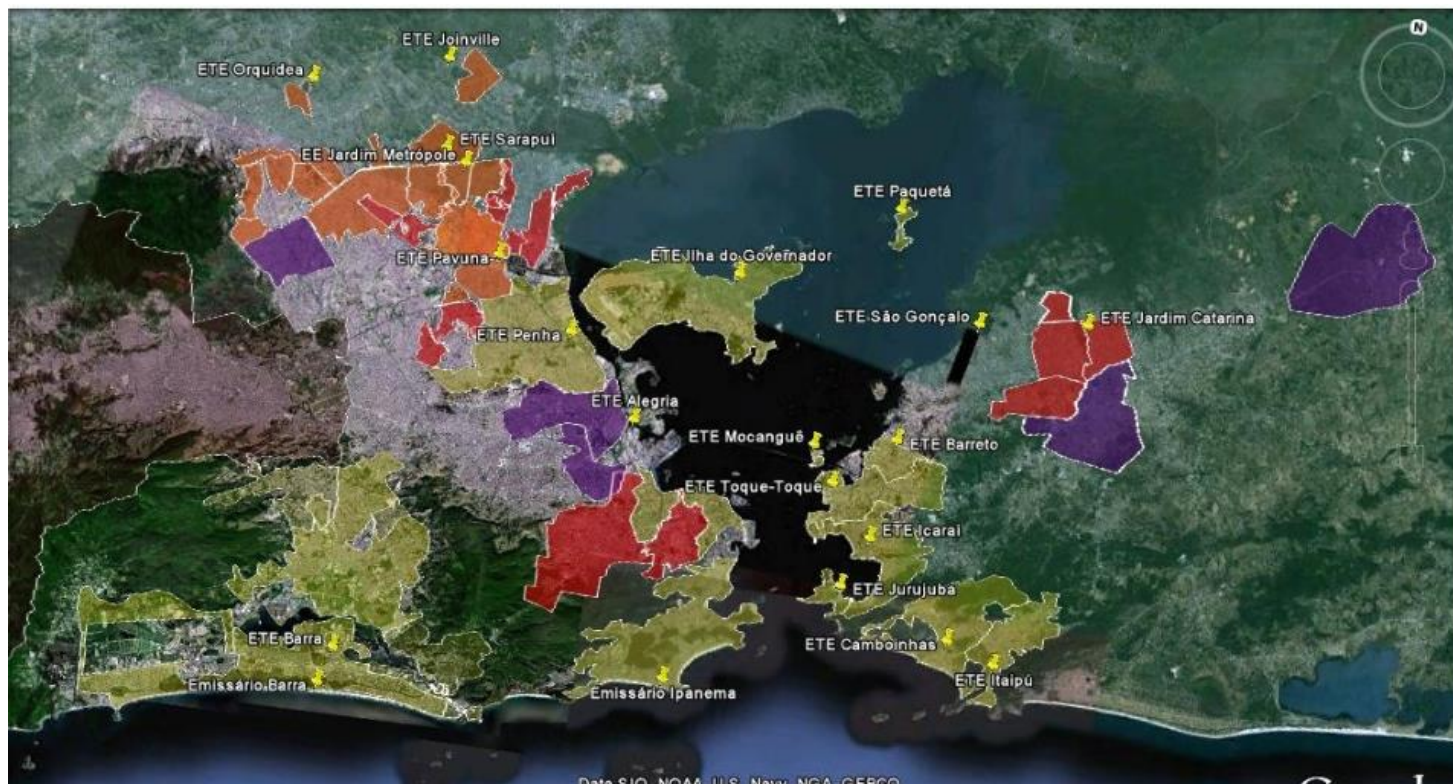 N
ETE Joinville
ETE Orquídea
ETE Sarapuí
EE Jardim Metrópole
ETE Paquetá
ETE Pavuna
ETE Ilha do Governador
ETE São Gonçalo
ETE Jardim Catarina
ETE Penha
ETE Alegria
ETE Mocanguê
ETE Barreto
ETE Toque-Toque
ETE Icaraí
ETE Jurujuba
ETE Barra
ETE Camboinhas
Emissário Barra
Emissário Ipanema
ETE Itaipú
Data SIO, NOAA, U.S. Navy, NGA, GEBCO